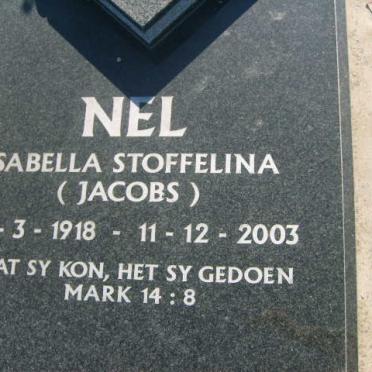 NEL
SABELLA STOFFELINA
( JACOBS )
- 3 - 1918 - 11 - 12 - 2003
AT SY KON, HET SY GEDOEN
MARK 14 : 8